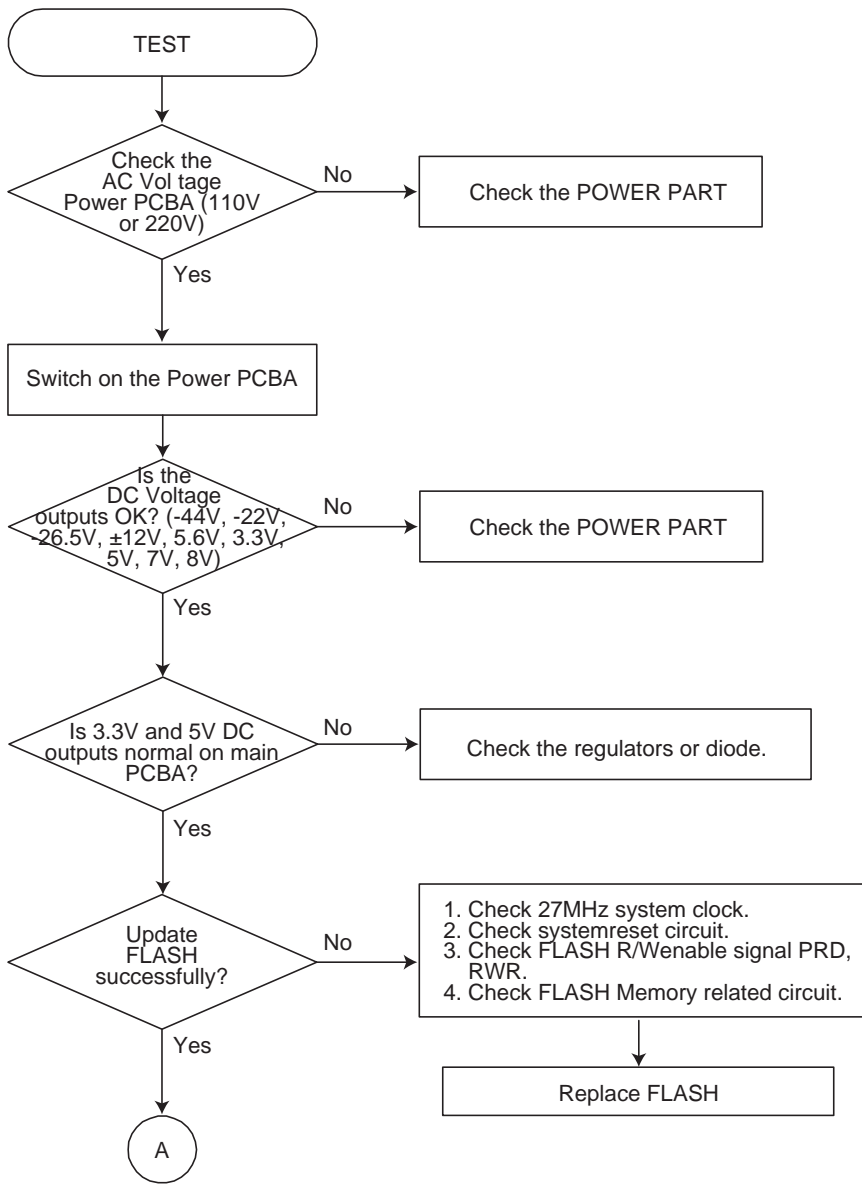 TEST
Check the
AC Vol tage
Power PCBA (110V
or 220V)
No
Check the POWER PART
Yes
Switch on the Power PCBA
Is the
DC Voltage
outputs OK? (-44V, -22V,
-26.5V, ±12V, 5.6V, 3.3V,
5V, 7V, 8V)
No
Check the POWER PART
Yes
Is 3.3V and 5V DC
outputs normal on main
PCBA?
No
Check the regulators or diode.
Yes
Update
FLASH
successfully?
No
1. Check 27MHz system clock.
2. Check systemreset circuit.
3. Check FLASH R/Wenable signal PRD,
RWR.
4. Check FLASH Memory related circuit.
Yes
Replace FLASH
A